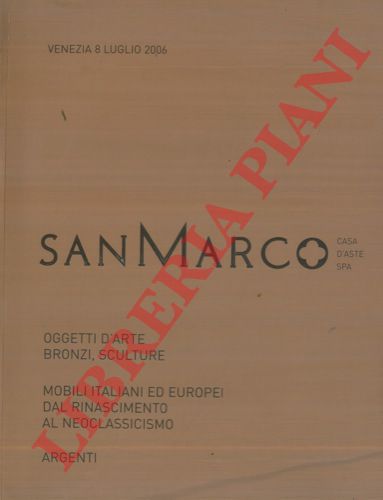 VENEZIA 8 LUGLIO 2006
SANMARCO
CASA
D'ASTE
SPA
OGGETTI D'ARTE
BRONZI, SCULTURE
MOBILI ITALIANI ED EUROPEI
DAL RINASCIMENTO
AL NEOCLASSICISMO
ARGENTI
LIBRERIA PIANI